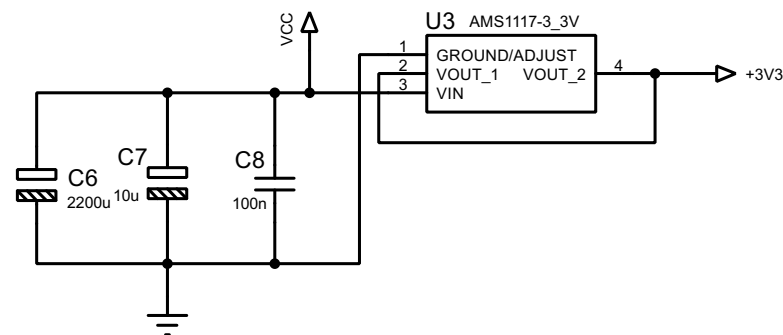 VCC
U3 AMS1117-3_3V
1 GROUND/ADJUST
2 VOUT_1 VOUT_2 4
3 VIN
+3V3
C6
2200u
C7
10u
C8
100n